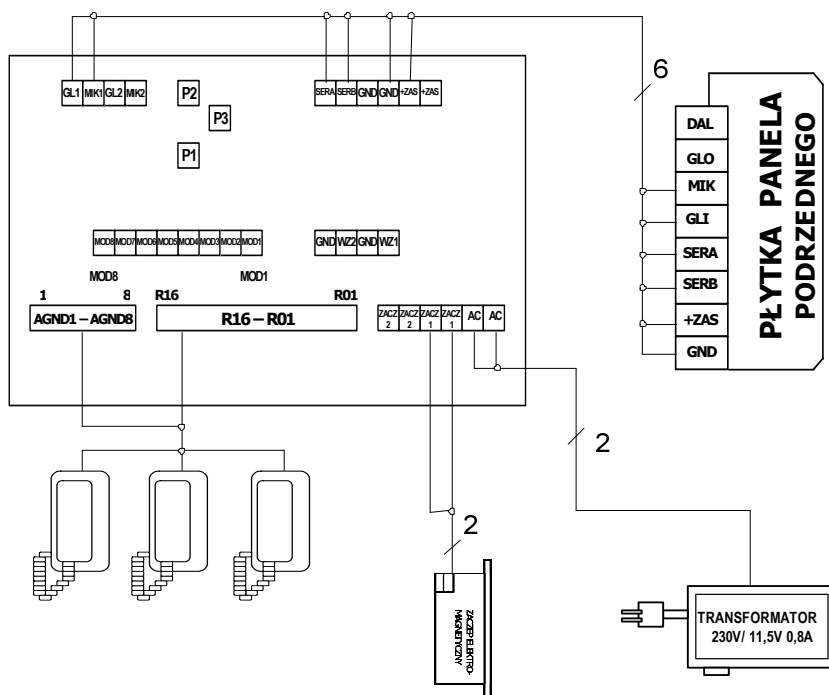 GL1 MIK1 GL2 MIK2
P2
P3
P1
SERA SERB GND GND +ZAS +ZAS
6
DAL
GLO
MIK
GLI
SERA
SERB
+ZAS
GND
PŁYTKA PANELA
PODRZEDNEGO
MOD8 MOD7 MOD6 MOD5 MOD4 MOD3 MOD2 MOD1
GND WZ2 GND WZ1
MOD8 MOD1
1 8 R16 R01
AGND1 – AGND8
R16 – R01
ZACZ 2 ZACZ 2 ZACZ 1 ZACZ 1 AC AC
2
2
ZACZEP ELEKTRO-
MAGNETYCZNY
TRANSFORMATOR
230V/ 11,5V 0,8A